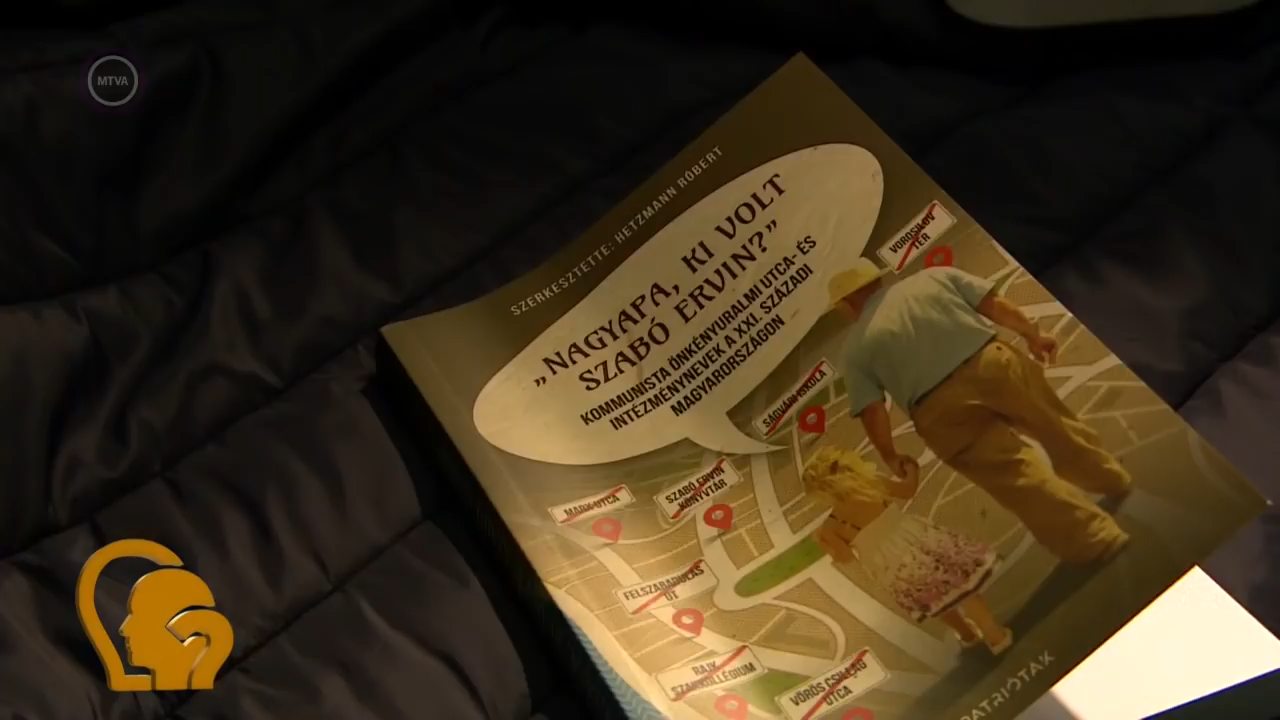 MTVA
SZERKESZTETTE: HETZMANN RÓBERT
„NAGYAPA, KI VOLT
SZABÓ ERVIN?”
KOMMUNISTA ÖNKÉNYURALMI UTCA- ÉS
INTÉZMÉNYNEVEK A XXI. SZÁZADI
MAGYARORSZÁGON
VOROSILOV
TÉR
SÁGVÁRI ISKOLA
SZABÓ ERVIN
KÖNYVTÁR
MARX UTCA
FELSZABADULÁS
ÚT
RAJK
SZAKKOLLÉGIUM
VÖRÖS CSILLAG
UTCA
PATRIÓTÁK